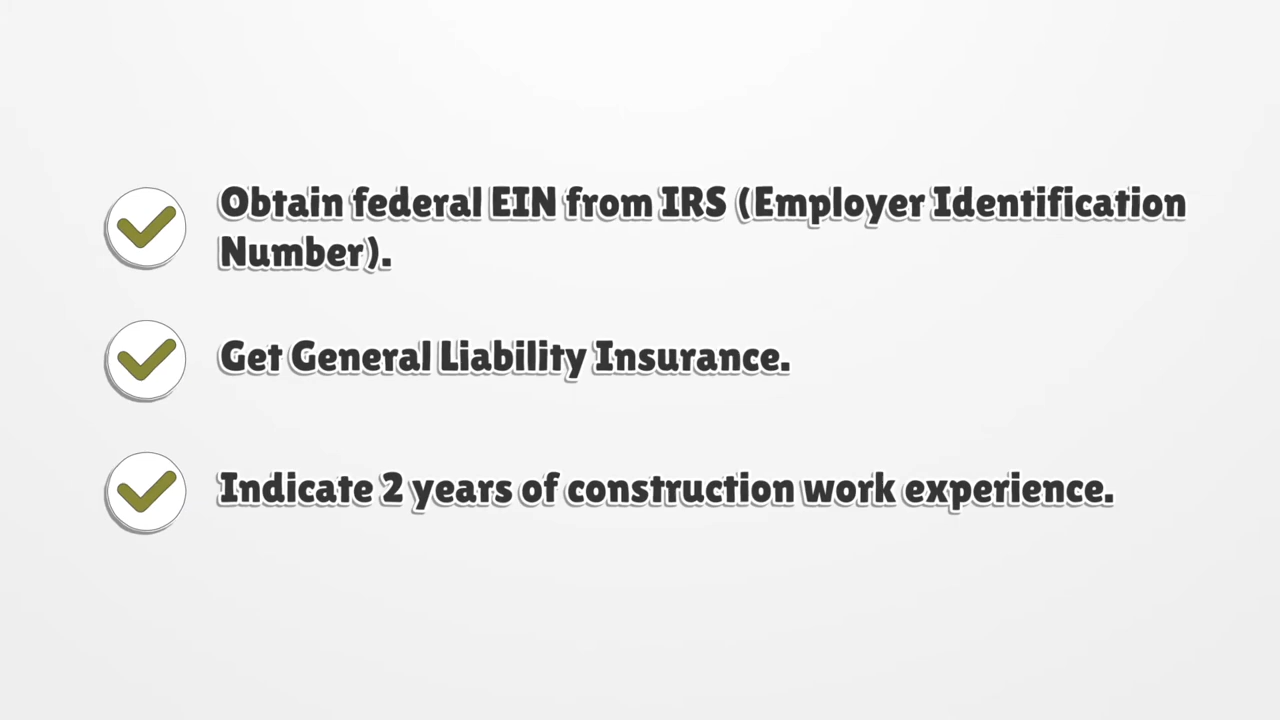 Obtain federal EIN from IRS (Employer Identification
Number).
Get General Liability Insurance.
Indicate 2 years of construction work experience.